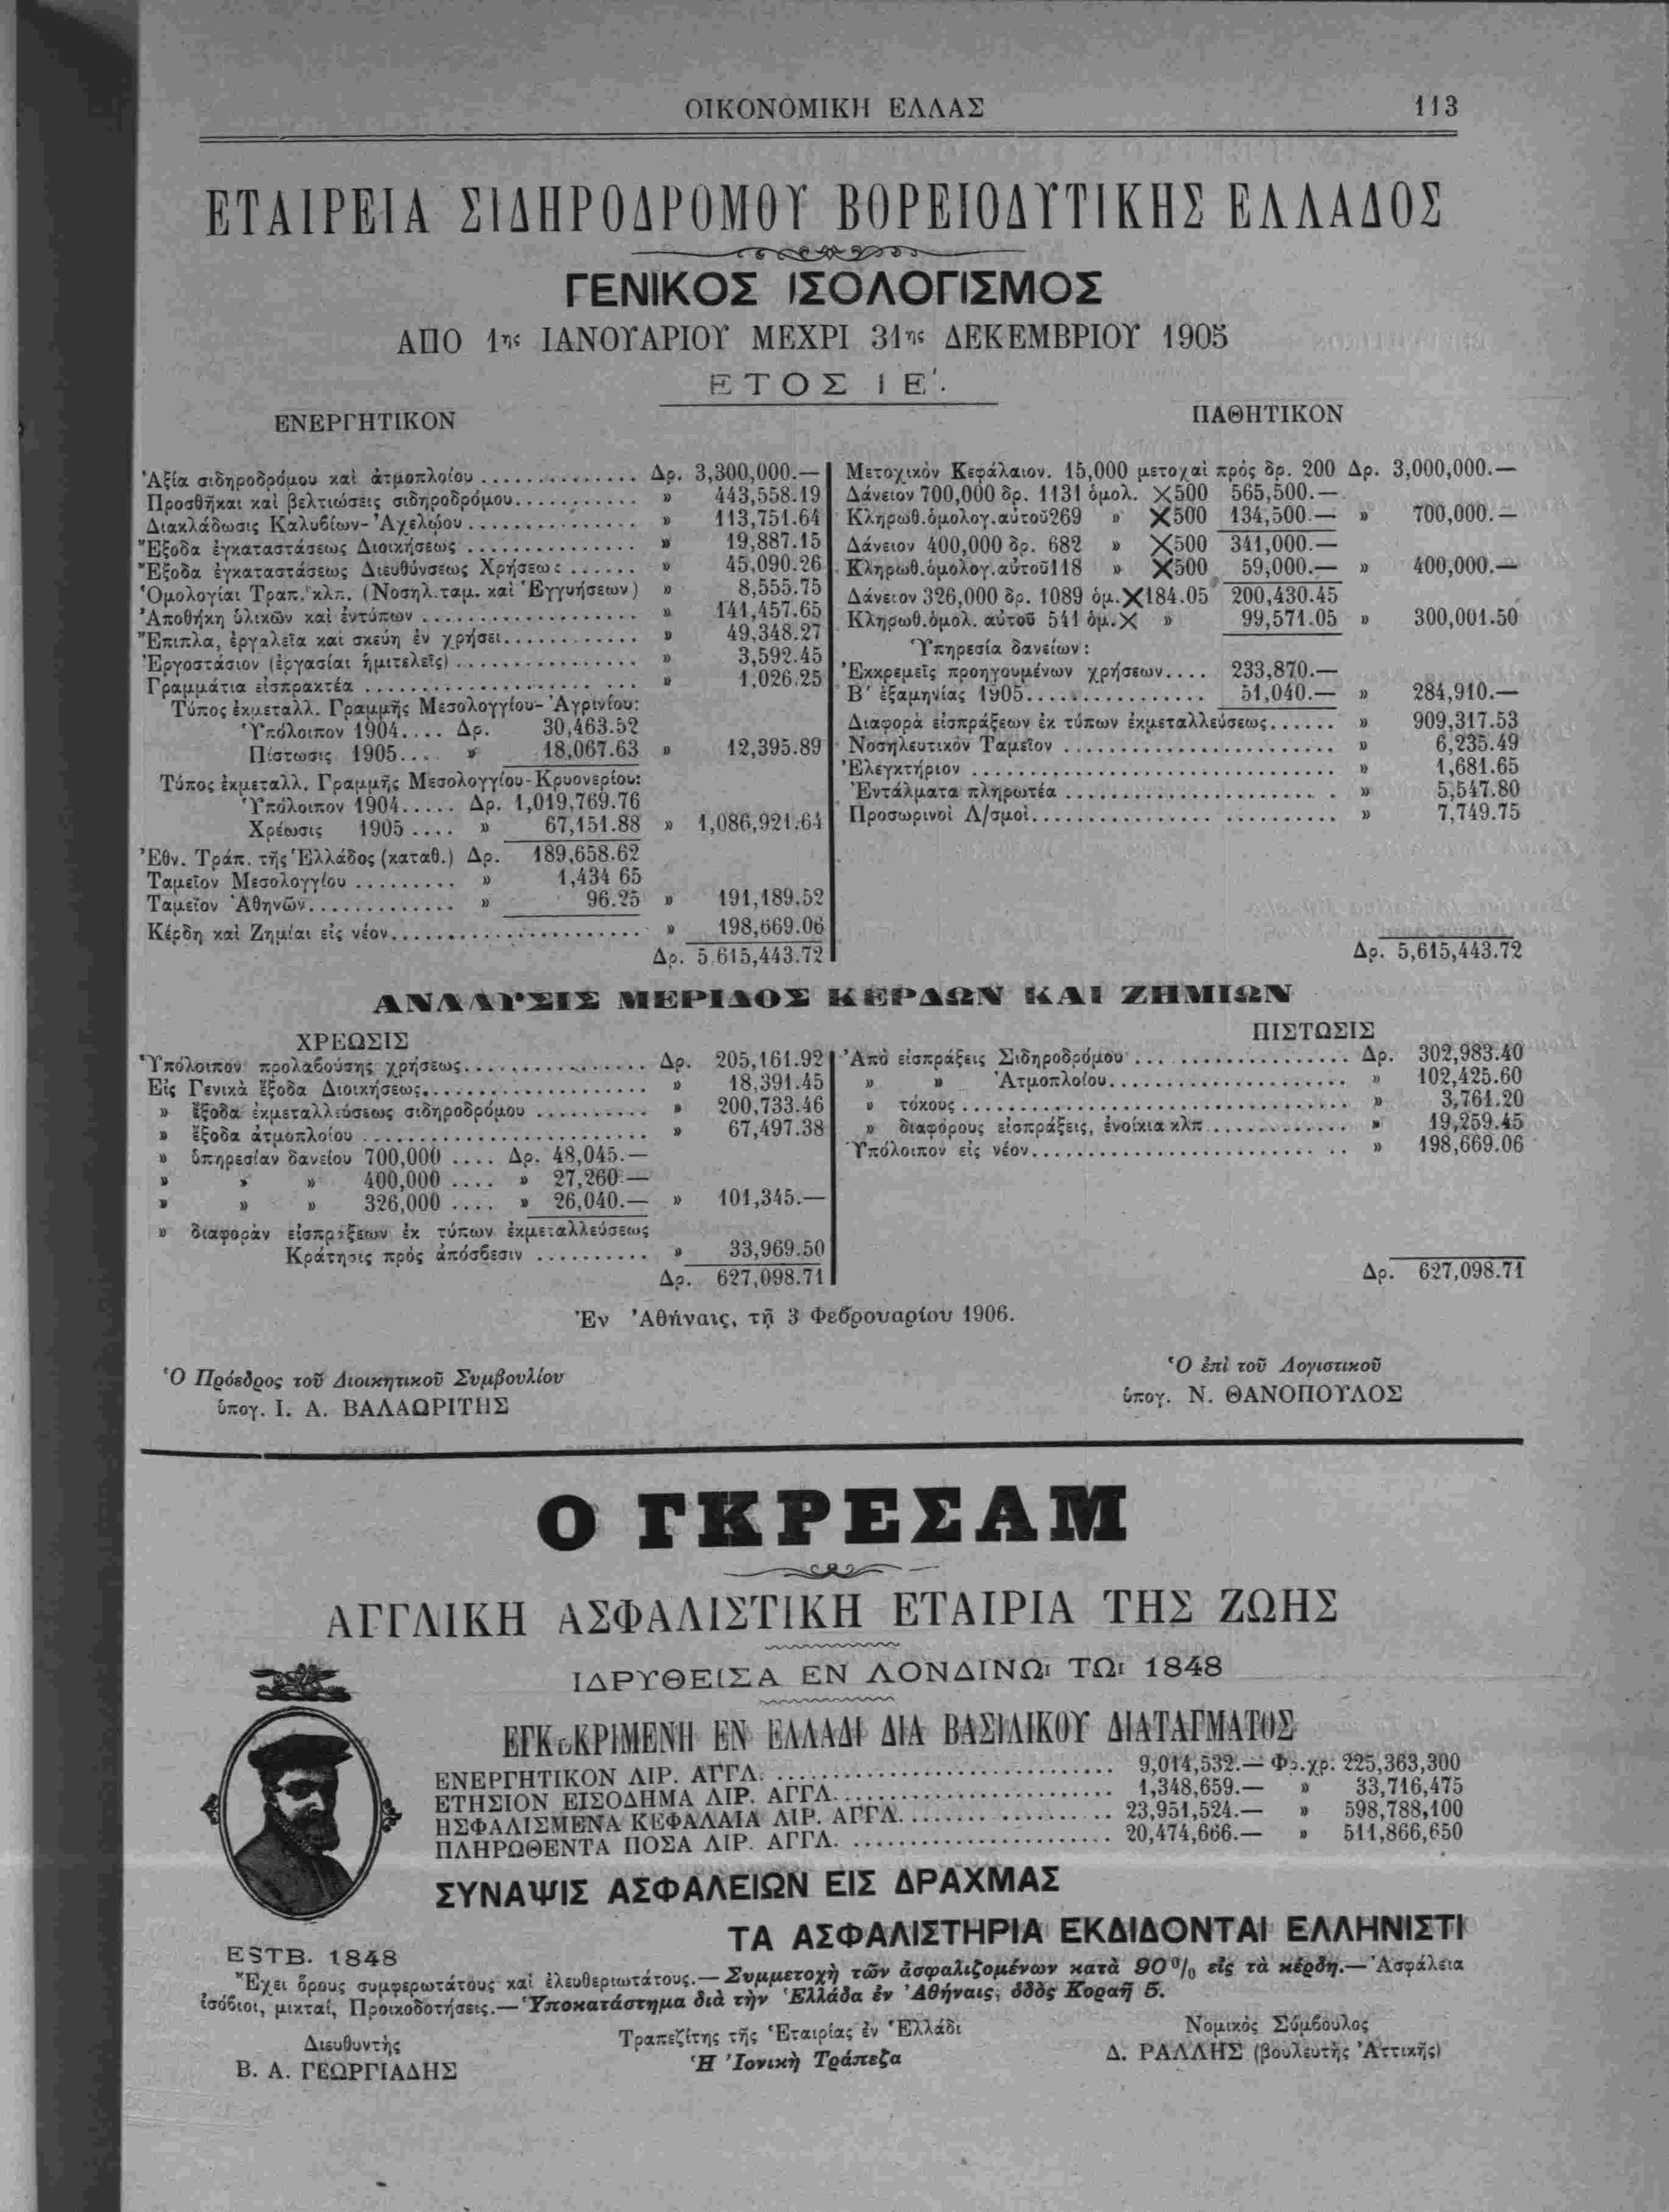 ΟΙΚΟΝΟΜΙΚΗ ΕΛΛΑΣ 113
ΕΤΑΙΡΕΙΑ ΣΙΔΗΡΟΔΡΟΜΟΥ ΒΟΡΕΙΟΔΥΤΙΚΗΣ ΕΛΛΑΔΟΣ
ΓΕΝΙΚΟΣ ΙΣΟΛΟΓΙΣΜΟΣ
ΑΠΟ 1ης ΙΑΝΟΥΑΡΙΟΥ ΜΕΧΡΙ 31ης ΔΕΚΕΜΒΡΙΟΥ 1905
ΕΤΟΣ ΙΕ΄.
ΕΝΕΡΓΗΤΙΚΟΝ
Ἀξία σιδηροδρόμου καὶ ἀτμοπλοίου .............. Δρ. 3,300,000.—
Προσθῆκαι καὶ βελτιώσεις σιδηροδρόμου............ » 443,558.19
Διακλάδωσις Καλυβίων-Ἀχελῴου ................ » 113,751.64
Ἔξοδα ἐγκαταστάσεως Διοικήσεως ................ » 19,887.15
Ἔξοδα ἐγκαταστάσεως Διευθύνσεως Χρήσεως ...... » 45,090.26
Ὁμολογίαι Τραπ. κλπ. (Νοσηλ.ταμ. καὶ Ἐγγυήσεων) » 8,555.75
Ἀποθήκη ὑλικῶν καὶ ἐντύπων .................... » 141,457.65
Ἔπιπλα, ἐργαλεῖα καὶ σκεύη ἐν χρήσει............ » 49,348.27
Ἐργοστάσιον (ἐργασίαι ἡμιτελεῖς) ................. » 3,592.45
Γραμμάτια εἰσπρακτέα .......................... » 1,026.25
Τύπος ἐκμεταλλ. Γραμμῆς Μεσολογγίου-Ἀγρινίου:
Ὑπόλοιπον 1904.... Δρ. 30,463.52
Πίστωσις 1905.... » 18,067.63 » 12,395.89
Τύπος ἐκμεταλλ. Γραμμῆς Μεσολογγίου-Κρυονερίου:
Ὑπόλοιπον 1904..... Δρ. 1,019,769.76
Χρέωσις 1905 .... » 67,151.88 » 1,086,921.64
Ἐθν. Τράπ. τῆς Ἑλλάδος (καταθ.) Δρ. 189,658.62
Ταμεῖον Μεσολογγίου ......... » 1,434 65
Ταμεῖον Ἀθηνῶν............. » 96.25 » 191,189.52
Κέρδη καὶ Ζημίαι εἰς νέον....................... » 198,669.06
Δρ. 5,615,443.72
ΠΑΘΗΤΙΚΟΝ
Μετοχικὸν Κεφάλαιον. 15,000 μετοχαὶ πρὸς δρ. 200 Δρ. 3,000,000.—
Δάνειον 700,000 δρ. 1131 ὁμολ. ×500 565,500.—
Κληρωθ.ὁμολογ.αὐτοῦ269 » ×500 134,500.— » 700,000.—
Δάνειον 400,000 δρ. 682 » ×500 341,000.—
Κληρωθ.ὁμολογ.αὐτοῦ118 » ×500 59,000.— » 400,000.—
Δάνειον 326,000 δρ. 1089 ὁμ.×184.05 200,430.45
Κληρωθ.ὁμολ. αὐτοῦ 541 ὁμ.× » 99,571.05 » 300,001.50
Ὑπηρεσία δανείων:
Ἐκκρεμεῖς προηγουμένων χρήσεων.... 233,870.—
Β΄ ἑξαμηνίας 1905................ 51,040.— » 284,910.—
Διαφορὰ εἰσπράξεων ἐκ τύπων ἐκμεταλλεύσεως...... » 909,317.53
Νοσηλευτικὸν Ταμεῖον ......................... » 6,235.49
Ἐλεγκτήριον ................................. » 1,681.65
Ἐντάλματα πληρωτέα ......................... » 5,547.80
Προσωρινοὶ Λ/σμοί............................ » 7,749.75
Δρ. 5,615,443.72
ΑΝΑΛΥΣΙΣ ΜΕΡΙΔΟΣ ΚΕΡΔΩΝ ΚΑΙ ΖΗΜΙΩΝ
ΧΡΕΩΣΙΣ
Ὑπόλοιπον προλαβούσης χρήσεως.................. Δρ. 205,161.92
Εἰς Γενικὰ ἔξοδα Διοικήσεως..................... » 18,391.45
» ἔξοδα ἐκμεταλλεύσεως σιδηροδρόμου .......... » 200,733.46
» ἔξοδα ἀτμοπλοίου .......................... » 67,497.38
» ὑπηρεσίαν δανείου 700,000 .... Δρ. 48,045.—
» » » 400,000 .... » 27,260.—
» » » 326,000 .... » 26,040.— » 101,345.—
» διαφορὰν εἰσπράξεων ἐκ τύπων ἐκμεταλλεύσεως
Κράτησις πρὸς ἀπόσβεσιν .......... » 33,969.50
Δρ. 627,098.71
ΠΙΣΤΩΣΙΣ
Ἀπὸ εἰσπράξεις Σιδηροδρόμου .................. Δρ. 302,983.40
» » Ἀτμοπλοίου..................... » 102,425.60
» τόκους .................................. » 3,761.20
» διαφόρους εἰσπράξεις, ἐνοίκια κλπ............. » 19,259.45
Ὑπόλοιπον εἰς νέον............................ » 198,669.06
Δρ. 627,098.71
Ἐν Ἀθήναις, τῇ 3 Φεβρουαρίου 1906.
Ὁ Πρόεδρος τοῦ Διοικητικοῦ Συμβουλίου
ὑπογ. Ι. Α. ΒΑΛΑΩΡΙΤΗΣ
Ὁ ἐπὶ τοῦ Λογιστικοῦ
ὑπογ. Ν. ΘΑΝΟΠΟΥΛΟΣ
Ο ΓΚΡΕΣΑΜ
ΑΓΓΛΙΚΗ ΑΣΦΑΛΙΣΤΙΚΗ ΕΤΑΙΡΙΑ ΤΗΣ ΖΩΗΣ
ΙΔΡΥΘΕΙΣΑ ΕΝ ΛΟΝΔΙΝΩι ΤΩι 1848
ΕΓΚεΚΡΙΜΕΝΗ ΕΝ ΕΛΛΑΔΙ ΔΙΑ ΒΑΣΙΛΙΚΟΥ ΔΙΑΤΑΓΜΑΤΟΣ
ΕΝΕΡΓΗΤΙΚΟΝ ΛΙΡ. ΑΓΓΛ. ................ 9,014,532.— Φρ.χρ: 225,363,300
ΕΤΗΣΙΟΝ ΕΙΣΟΔΗΜΑ ΛΙΡ. ΑΓΓΛ............. 1,348,659.— » 33,716,475
ΗΣΦΑΛΙΣΜΕΝΑ ΚΕΦΑΛΑΙΑ ΛΙΡ. ΑΓΓΛ......... 23,951,524.— » 598,788,100
ΠΛΗΡΩΘΕΝΤΑ ΠΟΣΑ ΛΙΡ. ΑΓΓΛ. ............ 20,474,666.— » 511,866,650
ΣΥΝΑΨΙΣ ΑΣΦΑΛΕΙΩΝ ΕΙΣ ΔΡΑΧΜΑΣ
ΤΑ ΑΣΦΑΛΙΣΤΗΡΙΑ ΕΚΔΙΔΟΝΤΑΙ ΕΛΛΗΝΙΣΤΙ
ESTB. 1848
Ἔχει ὅρους συμφερωτάτους καὶ ἐλευθεριωτάτους.— Συμμετοχὴ τῶν ἀσφαλιζομένων κατὰ 90% εἰς τὰ κέρδη.—Ἀσφάλεια
ἰσόβιοι, μικταί, Προικοδοτήσεις.—Ὑποκατάστημα διὰ τὴν Ἑλλάδα ἐν Ἀθήναις, ὁδὸς Κοραῆ 5.
Διευθυντὴς
Β. Α. ΓΕΩΡΓΙΑΔΗΣ
Τραπεζίτης τῆς Ἑταιρίας ἐν Ἑλλάδι
Ἡ Ἰονικὴ Τράπεζα
Νομικὸς Σύμβουλος
Δ. ΡΑΛΛΗΣ (βουλευτὴς Ἀττικῆς)